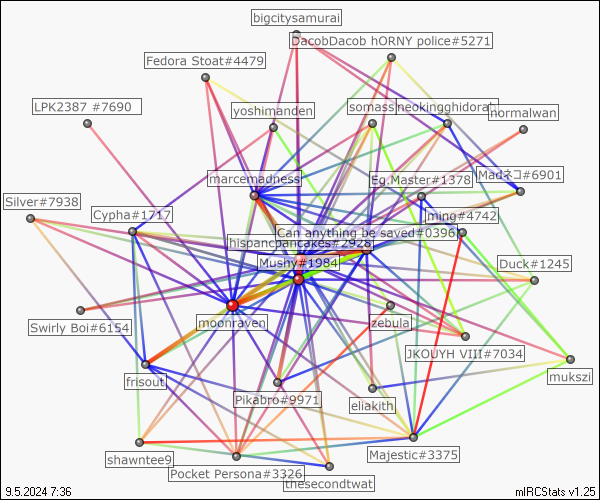 bigcitysamurai
DacobDacob hORNY police#5271
Fedora Stoat#4479
LPK2387 #7690
yoshimanden
somass
neokingghidorah
normalwan
marcemadness
Eg.Master#1378
Madネコ#6901
Silver#7938
Cypha#1717
ming#4742
Can anything be saved#0396
hispanicpancakes#2928
Mushy#1984
Duck#1245
moonraven
zebula
Swirly Boi#6154
JKOUYH VIII#7034
mukszi
frisout
Pikabro#9971
eliakith
shawntee9
Pocket Persona#3326
Majestic#3375
thesecondtwat
9.5.2024 7:36
mIRCStats v1.25